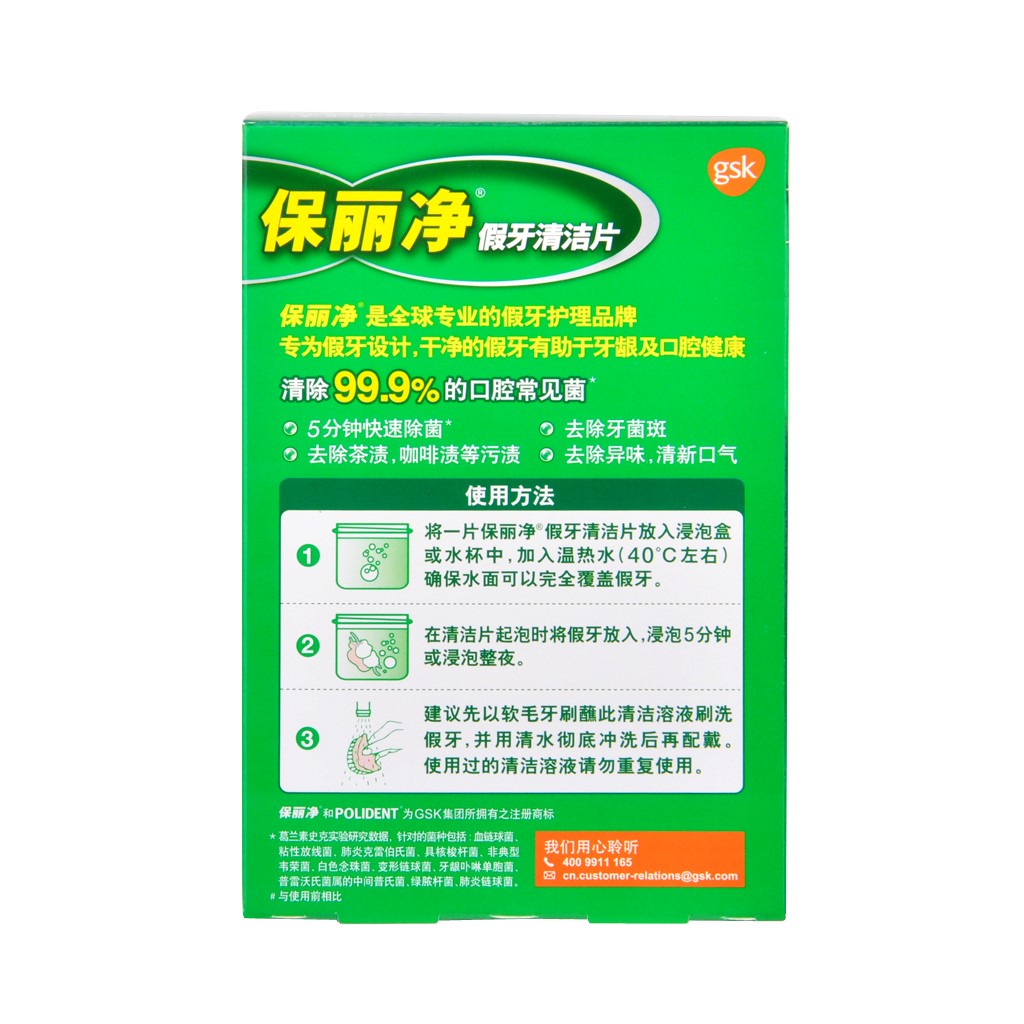 gsk
保丽净®
假牙清洁片
保丽净®是全球专业的假牙护理品牌
专为假牙设计,干净的假牙有助于牙龈及口腔健康
清除99.9%的口腔常见菌*
5分钟快速除菌*
去除牙菌斑
去除茶渍,咖啡渍等污渍
去除异味,清新口气
使用方法
1
将一片保丽净®假牙清洁片放入浸泡盒
或水杯中,加入温热水(40°C左右)
确保水面可以完全覆盖假牙。
2
在清洁片起泡时将假牙放入,浸泡5分钟
或浸泡整夜。
3
建议先以软毛牙刷蘸此清洁溶液刷洗
假牙,并用清水彻底冲洗后再配戴。
使用过的清洁溶液请勿重复使用。
保丽净®和POLIDENT®为GSK集团所拥有之注册商标
*葛兰素史克实验研究数据,针对的菌种包括:血链球菌、
粘性放线菌、肺炎克雷伯氏菌、具核梭杆菌、非典型
韦荣菌、白色念珠菌、变形链球菌、牙龈卟啉单胞菌、
普雷沃氏菌属的中间普氏菌、绿脓杆菌、肺炎链球菌。
#与使用前相比
我们用心聆听
400 9911 165
cn.customer-relations@gsk.com